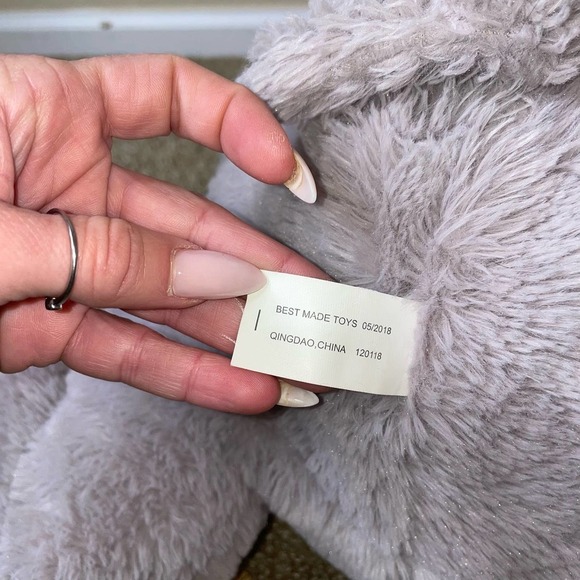 BEST MADE TOYS 05/2018
QINGDAO,CHINA 120118